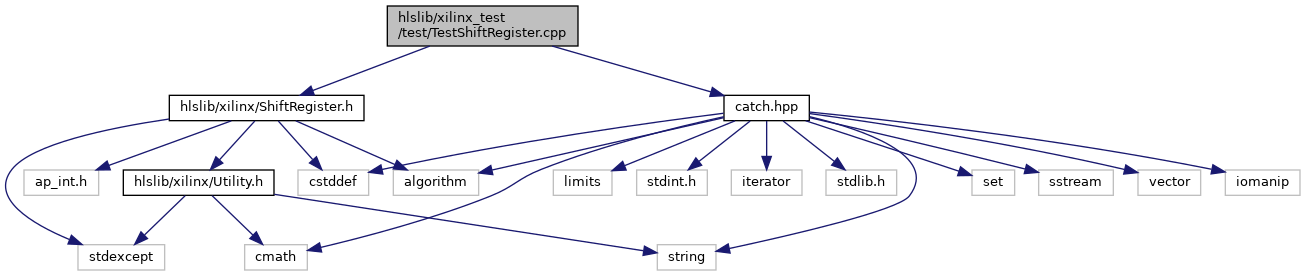 hlslib/xilinx_test
/test/TestShiftRegister.cpp
hlslib/xilinx/ShiftRegister.h
catch.hpp
ap_int.h
hlslib/xilinx/Utility.h
cstddef
algorithm
limits
stdint.h
iterator
stdlib.h
set
sstream
vector
iomanip
stdexcept
cmath
string